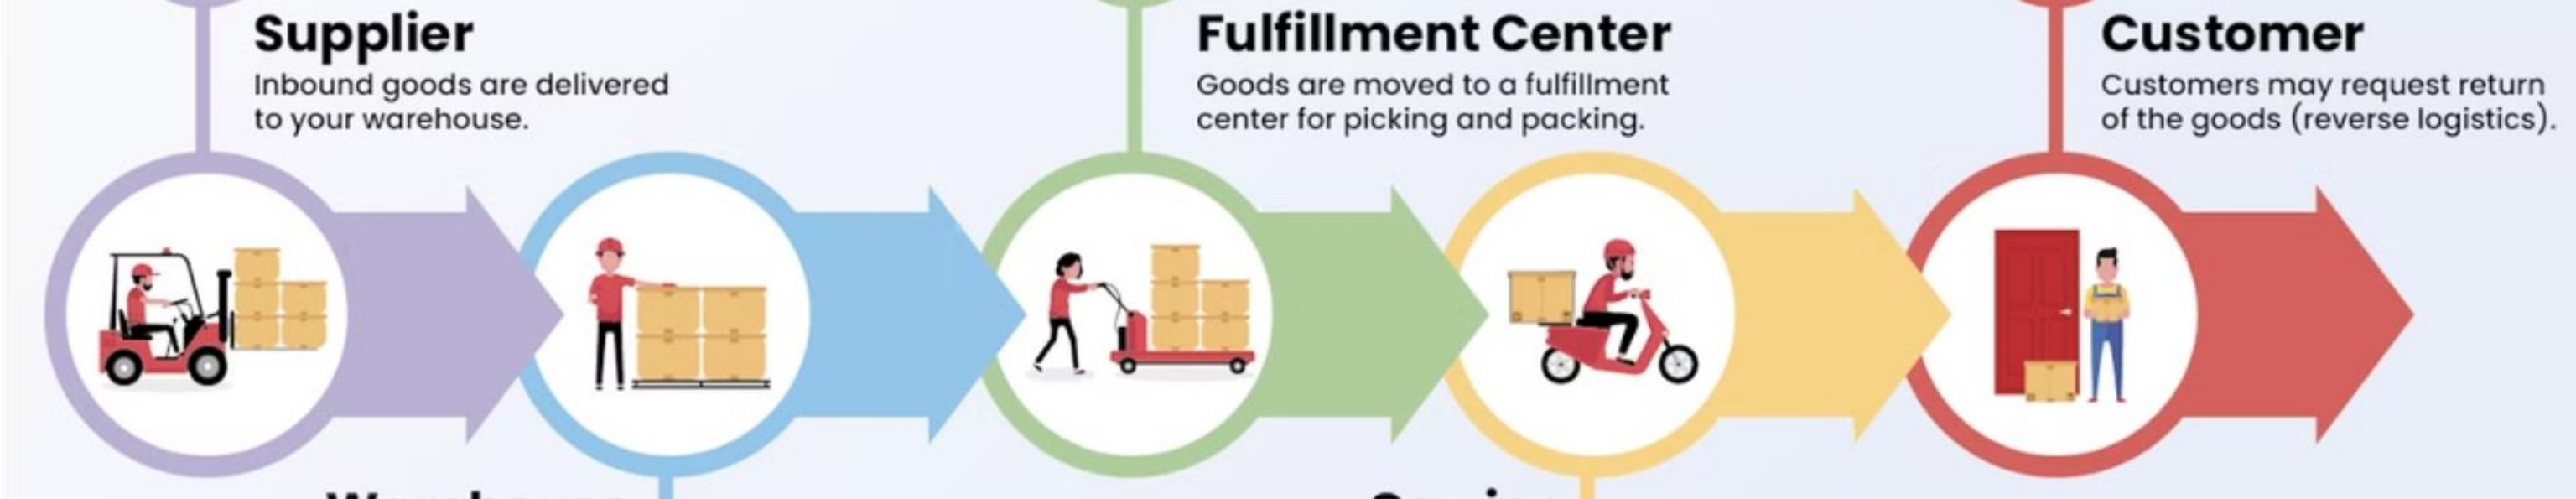 Supplier
Inbound goods are delivered
to your warehouse.
Fulfillment Center
Goods are moved to a fulfillment
center for picking and packing.
Customer
Customers may request return
of the goods (reverse logistics).